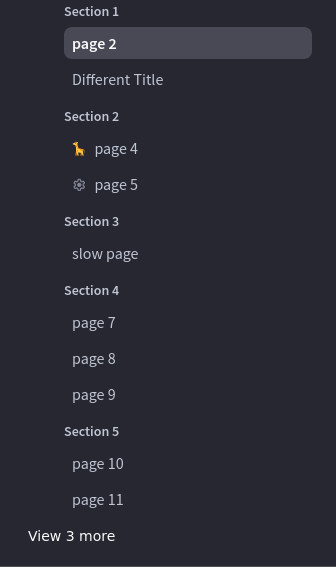 Section 1
page 2
Different Title
Section 2
page 4
page 5
Section 3
slow page
Section 4
page 7
page 8
page 9
Section 5
page 10
page 11
View 3 more